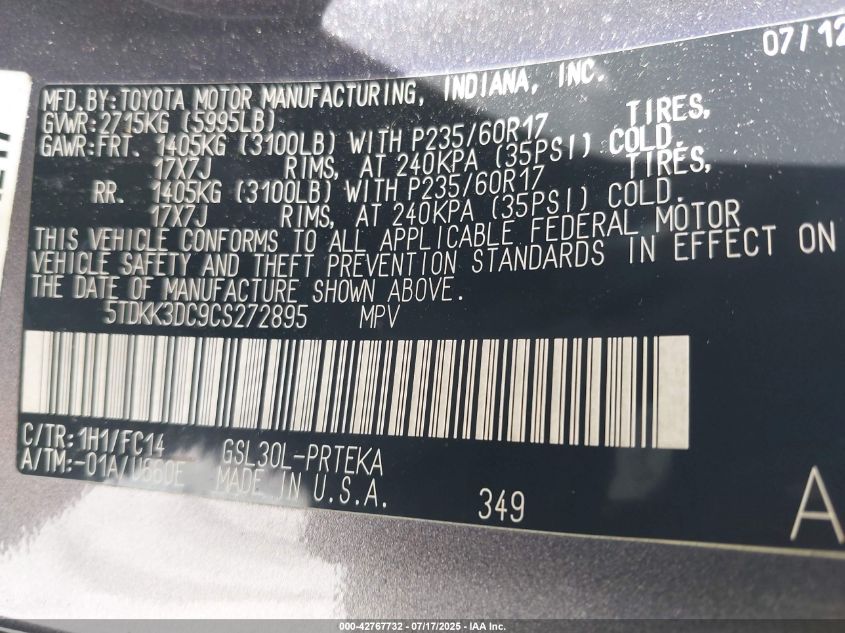 07/12
MFD.BY:TOYOTA MOTOR MANUFACTURING, INDIANA, INC.
GVWR:2715KG (5995LB)
GAWR:FRT. 1405KG (3100LB) WITH P235/60R17 TIRES,
17X7J RIMS, AT 240KPA (35PSI) COLD.
RR. 1405KG (3100LB) WITH P235/60R17 TIRES,
17X7J RIMS, AT 240KPA (35PSI) COLD.
THIS VEHICLE CONFORMS TO ALL APPLICABLE FEDERAL MOTOR
VEHICLE SAFETY AND THEFT PREVENTION STANDARDS IN EFFECT ON
THE DATE OF MANUFACTURE SHOWN ABOVE.
5TDKK3DC9CS272895 MPV
C/TR:1H1/FC14 GSL30L-PRTEKA
A/TM:-01A/U660E MADE IN U.S.A.
349 A
000-42767732 - 07/17/2025 - IAA Inc.